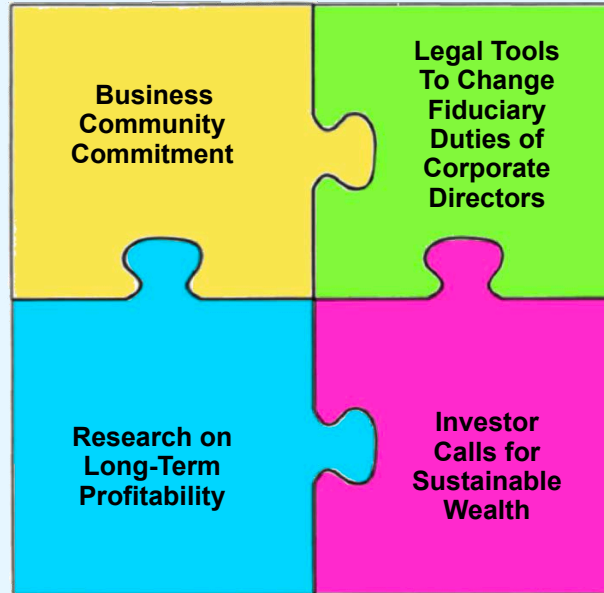 Business
Community
Commitment
Legal Tools
To Change
Fiduciary
Duties of
Corporate
Directors
Research on
Long-Term
Profitability
Investor
Calls for
Sustainable
Wealth